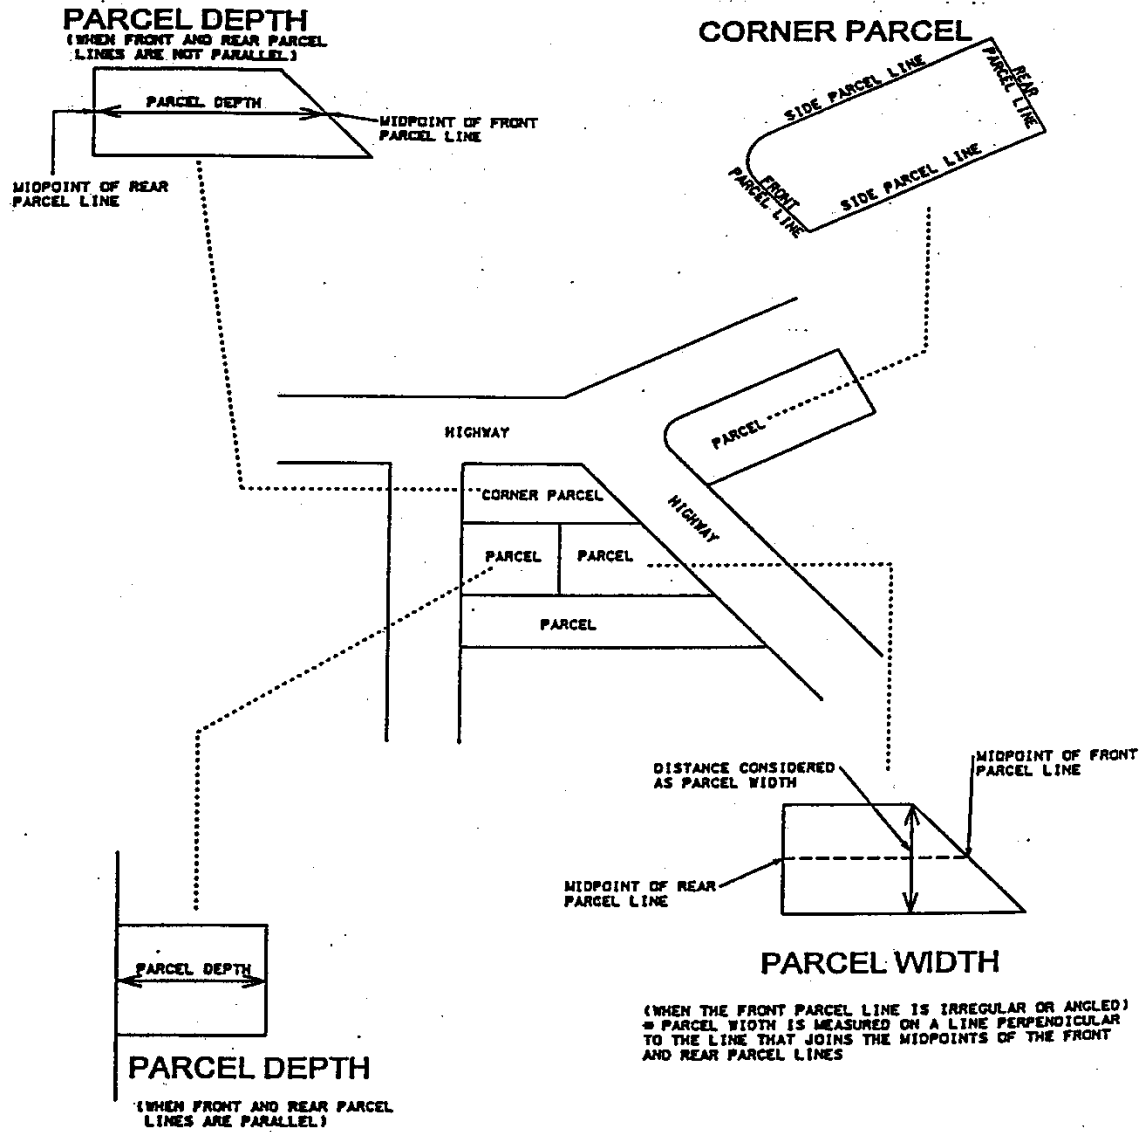 PARCEL DEPTH
(WHEN FRONT AND REAR PARCEL
LINES ARE NOT PARALLEL)
PARCEL DEPTH
MIDPOINT OF FRONT
PARCEL LINE
MIDPOINT OF REAR
PARCEL LINE
CORNER PARCEL
SIDE PARCEL LINE
REAR
PARCEL LINE
SIDE PARCEL LINE
FRONT
PARCEL LINE
HIGHWAY
PARCEL
CORNER PARCEL
HIGHWAY
PARCEL
PARCEL
PARCEL
DISTANCE CONSIDERED
AS PARCEL WIDTH
MIDPOINT OF FRONT
PARCEL LINE
MIDPOINT OF REAR
PARCEL LINE
PARCEL WIDTH
(WHEN THE FRONT PARCEL LINE IS IRREGULAR OR ANGLED)
* PARCEL WIDTH IS MEASURED ON A LINE PERPENDICULAR
TO THE LINE THAT JOINS THE MIDPOINTS OF THE FRONT
AND REAR PARCEL LINES
PARCEL DEPTH
PARCEL DEPTH
(WHEN FRONT AND REAR PARCEL
LINES ARE PARALLEL)